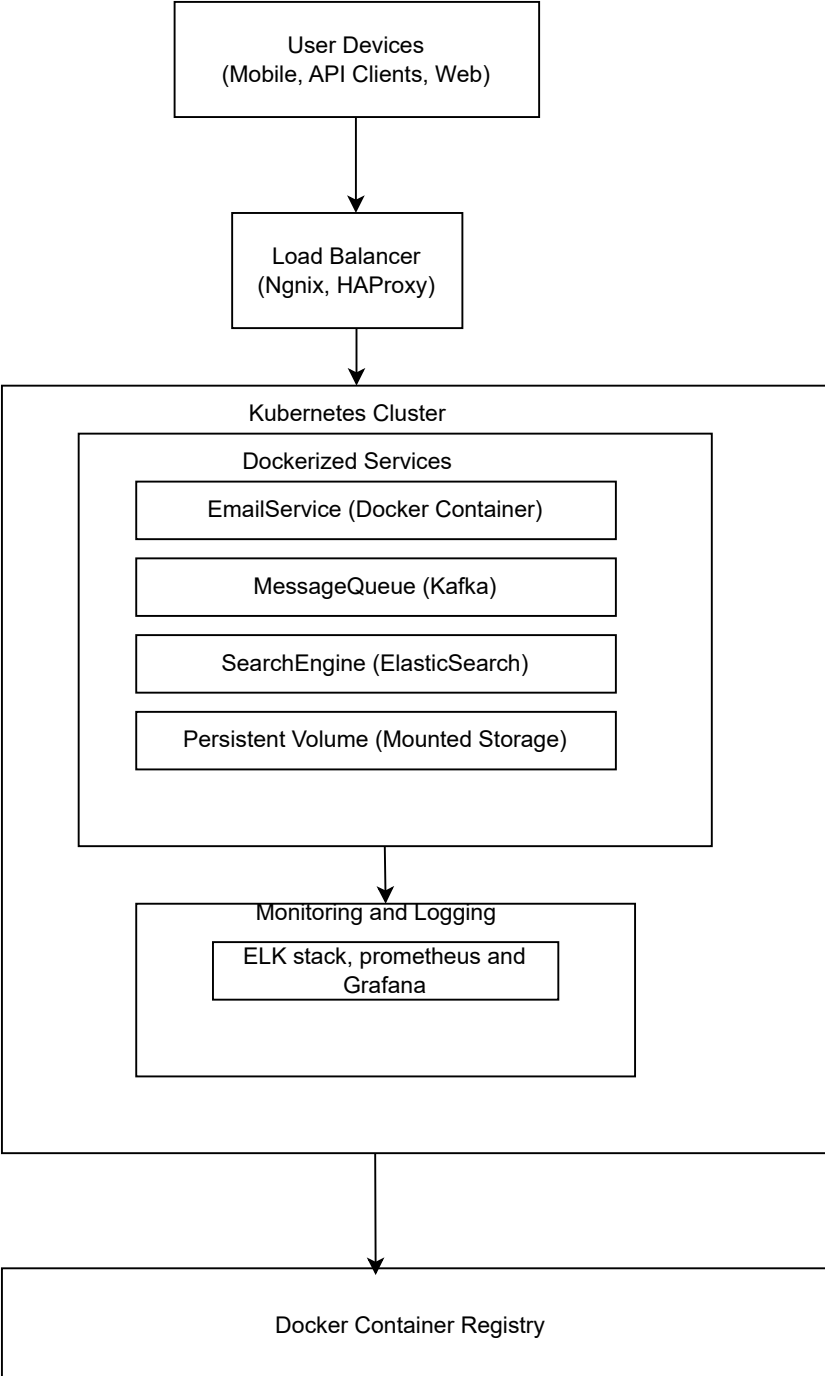 User Devices
(Mobile, API Clients, Web)
Load Balancer
(Ngnix, HAProxy)
Kubernetes Cluster
Dockerized Services
EmailService (Docker Container)
MessageQueue (Kafka)
SearchEngine (ElasticSearch)
Persistent Volume (Mounted Storage)
Monitoring and Logging
ELK stack, prometheus and
Grafana
Docker Container Registry